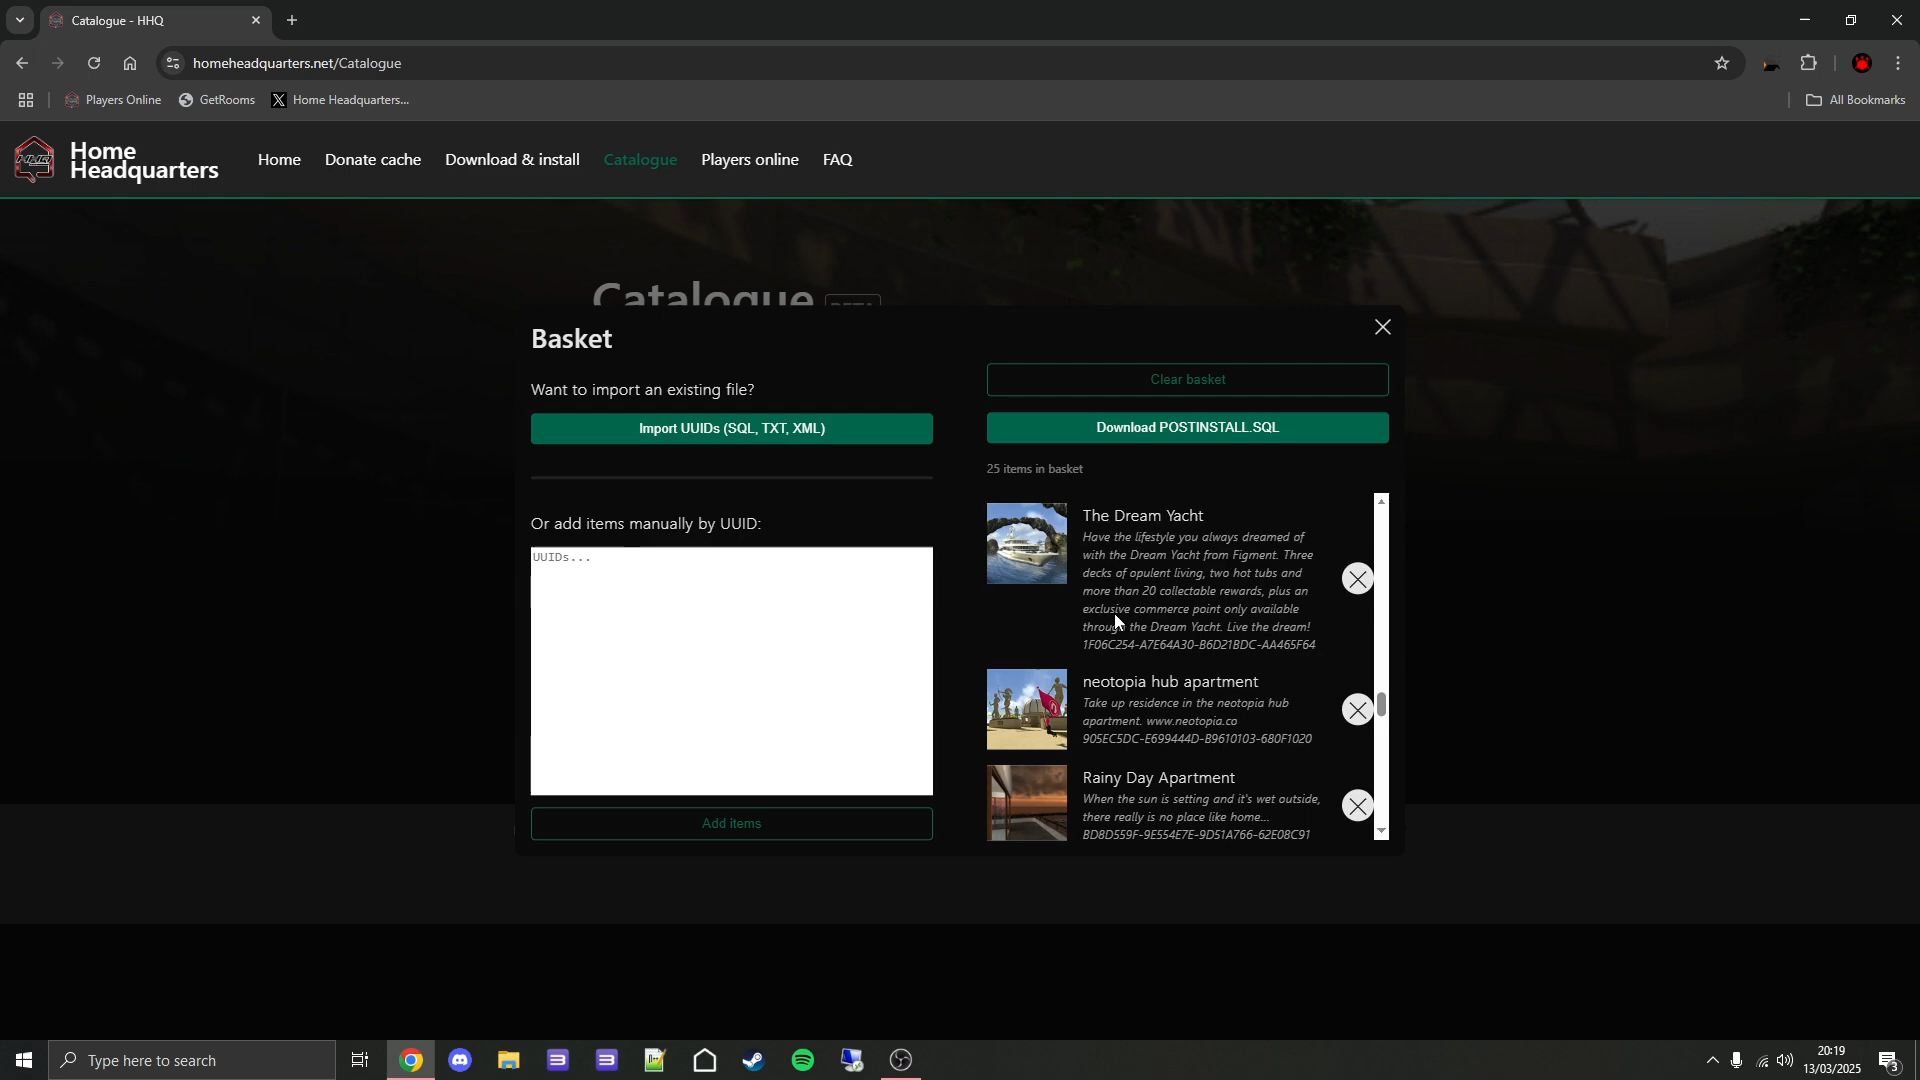 Catalogue - HHQ
homeheadquarters.net/Catalogue
Players Online
GetRooms
Home Headquarters...
All Bookmarks
HHQ
Home
Headquarters
Home
Donate cache
Download & install
Catalogue
Players online
FAQ
Catalogue BETA
Basket
Want to import an existing file?
Import UUIDs (SQL, TXT, XML)
Or add items manually by UUID:
UUIDs...
Add items
Clear basket
Download POSTINSTALL.SQL
25 items in basket
The Dream Yacht
Have the lifestyle you always dreamed of
with the Dream Yacht from Figment. Three
decks of opulent living, two hot tubs and
more than 20 collectable rewards, plus an
exclusive commerce point only available
through the Dream Yacht. Live the dream!
1F06C254-A7E64A30-B6D21BDC-AA465F64
neotopia hub apartment
Take up residence in the neotopia hub
apartment. www.neotopia.co
905EC5DC-E699444D-B9610103-680F1020
Rainy Day Apartment
When the sun is setting and it's wet outside,
there really is no place like home...
BD8D559F-9E554E7E-9D51A766-62E08C91
Type here to search
20:19
13/03/2025
3